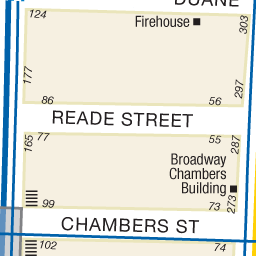 DUANE
124
Firehouse
303
177
297
86
56
READE STREET
165
77
55
287
Broadway
Chambers
Building
273
99
73
CHAMBERS ST
102
74